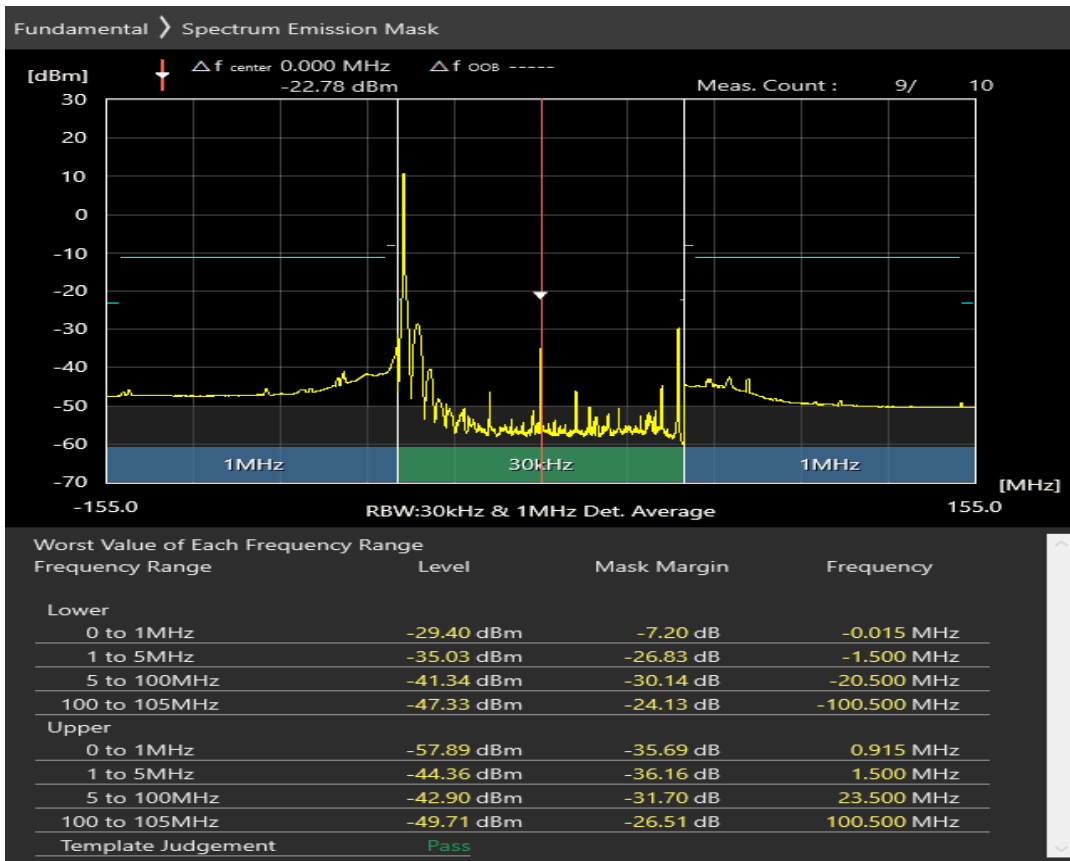 Fundamental ❯ Spectrum Emission Mask
[dBm] △f center 0.000 MHz △f OOB -----
-22.78 dBm Meas. Count : 9/ 10
30
20
10
0
-10
-20
-30
-40
-50
-60
1MHz 30kHz 1MHz
-70 [MHz]
-155.0 RBW:30kHz & 1MHz Det. Average 155.0
Worst Value of Each Frequency Range
Frequency Range Level Mask Margin Frequency
Lower
0 to 1MHz -29.40 dBm -7.20 dB -0.015 MHz
1 to 5MHz -35.03 dBm -26.83 dB -1.500 MHz
5 to 100MHz -41.34 dBm -30.14 dB -20.500 MHz
100 to 105MHz -47.33 dBm -24.13 dB -100.500 MHz
Upper
0 to 1MHz -57.89 dBm -35.69 dB 0.915 MHz
1 to 5MHz -44.36 dBm -36.16 dB 1.500 MHz
5 to 100MHz -42.90 dBm -31.70 dB 23.500 MHz
100 to 105MHz -49.71 dBm -26.51 dB 100.500 MHz
Template Judgement Pass